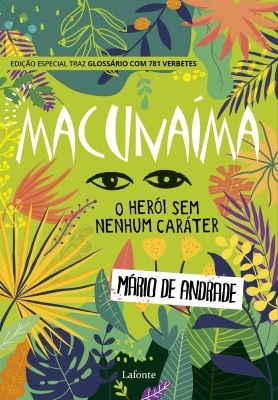 EDIÇÃO ESPECIAL TRAZ GLOSSÁRIO COM 781 VERBETES
MACUNAÍMA
O HERÓI SEM
NENHUM CARÁTER
MÁRIO DE ANDRADE
Lafonte